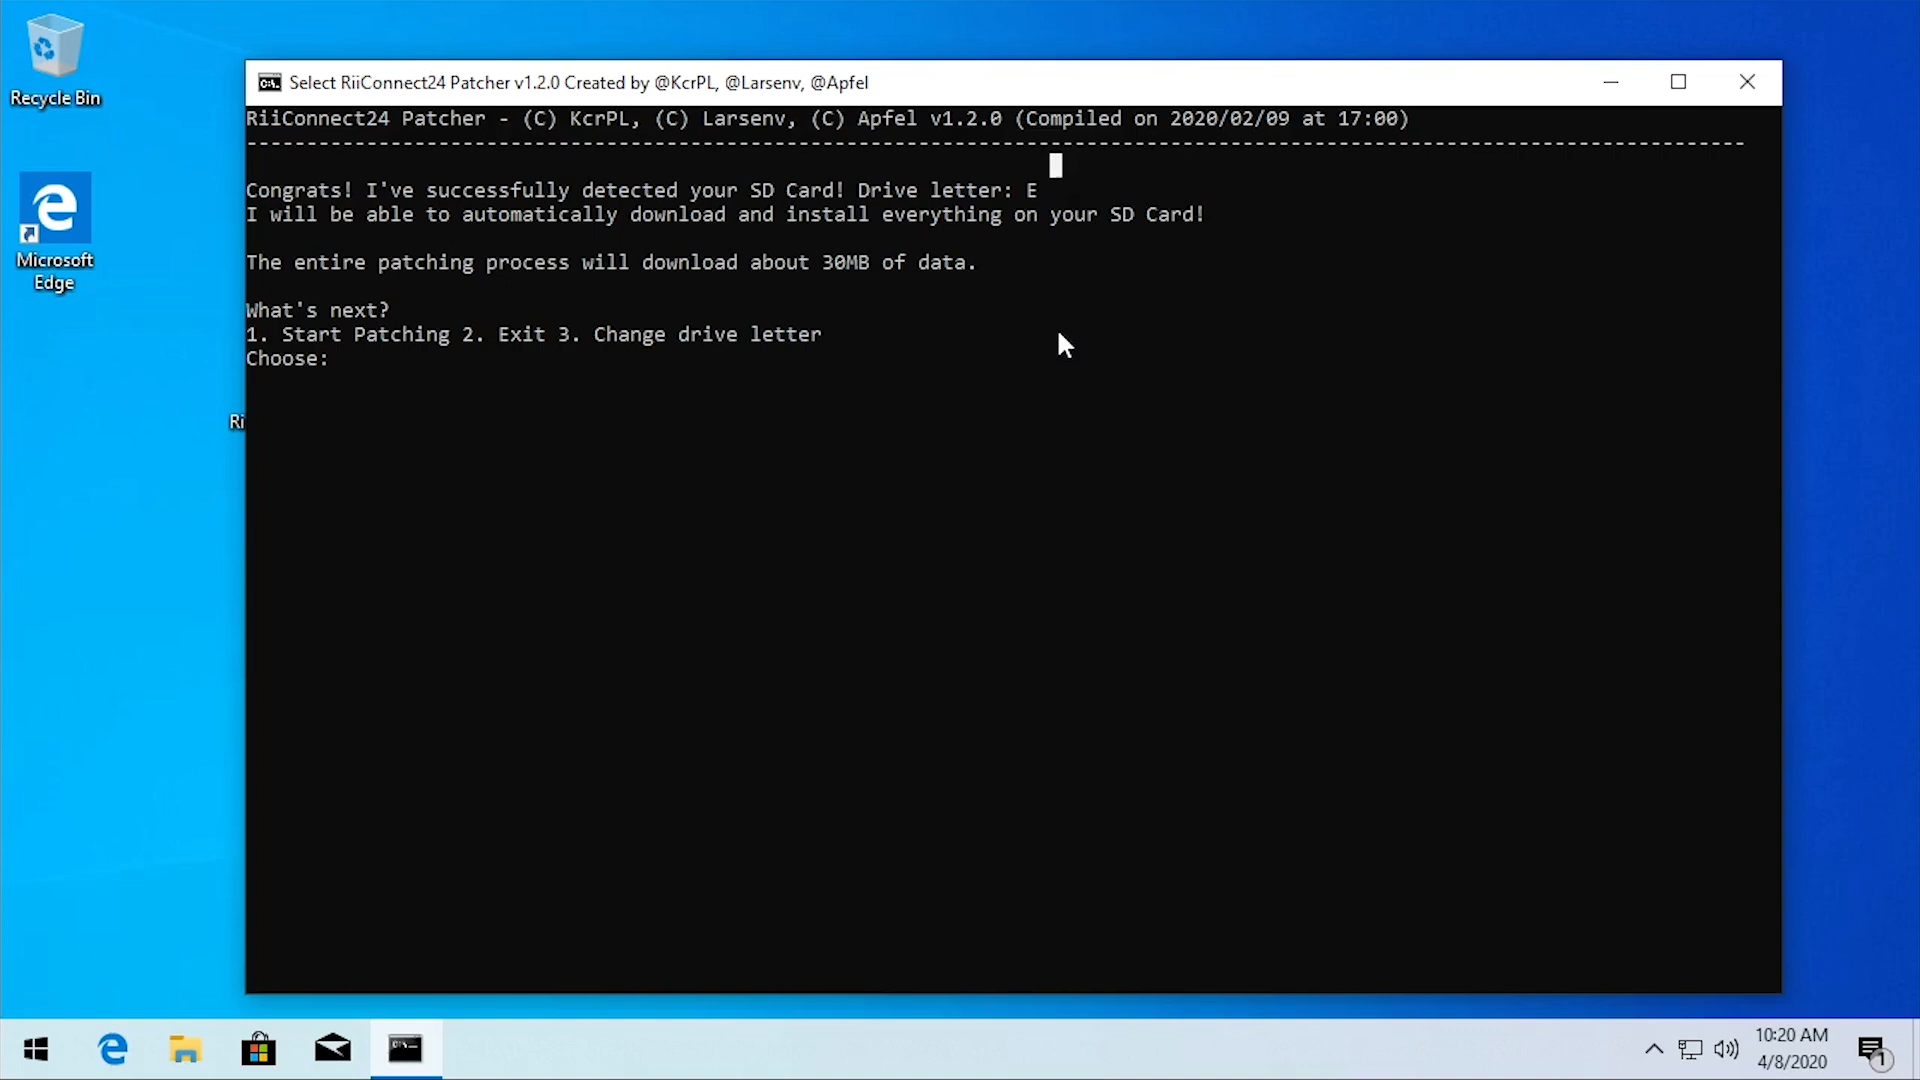 Recycle Bin
Microsoft
Edge
Ri
Select RiiConnect24 Patcher v1.2.0 Created by @KcrPL, @Larsenv, @Apfel
RiiConnect24 Patcher - (C) KcrPL, (C) Larsenv, (C) Apfel v1.2.0 (Compiled on 2020/02/09 at 17:00)
-----------------------------------------------------------------------------------------------------------------------------
Congrats! I've successfully detected your SD Card! Drive letter: E
I will be able to automatically download and install everything on your SD Card!
The entire patching process will download about 30MB of data.
What's next?
1. Start Patching 2. Exit 3. Change drive letter
Choose:
10:20 AM
4/8/2020
1